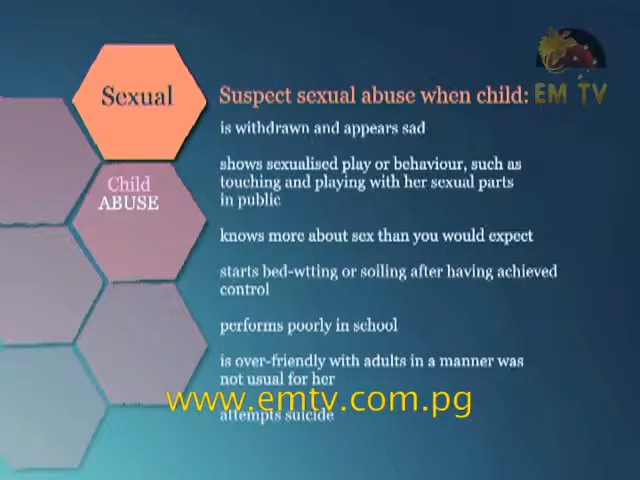 Sexual
Suspect sexual abuse when child:
EM TV
is withdrawn and appears sad
shows sexualised play or behaviour, such as
touching and playing with her sexual parts
in public
Child
ABUSE
knows more about sex than you would expect
starts bed-wtting or soiling after having achieved
control
performs poorly in school
is over-friendly with adults in a manner was
not usual for her
www.emtv.com.pg
attempts suicide